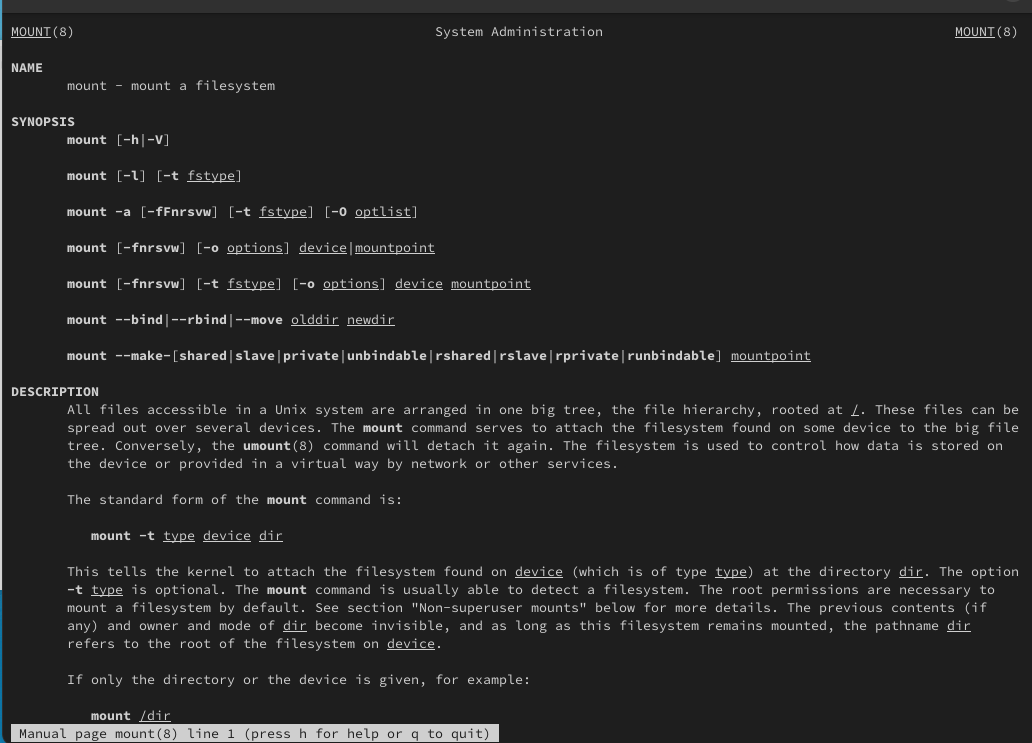 MOUNT(8) System Administration MOUNT(8)
NAME
mount - mount a filesystem
SYNOPSIS
mount [-h|-V]
mount [-l] [-t fstype]
mount -a [-fFnrsvw] [-t fstype] [-O optlist]
mount [-fnrsvw] [-o options] device|mountpoint
mount [-fnrsvw] [-t fstype] [-o options] device mountpoint
mount --bind|--rbind|--move olddir newdir
mount --make-[shared|slave|private|unbindable|rshared|rslave|rprivate|runbindable] mountpoint
DESCRIPTION
All files accessible in a Unix system are arranged in one big tree, the file hierarchy, rooted at /. These files can be
spread out over several devices. The mount command serves to attach the filesystem found on some device to the big file
tree. Conversely, the umount(8) command will detach it again. The filesystem is used to control how data is stored on
the device or provided in a virtual way by network or other services.
The standard form of the mount command is:
mount -t type device dir
This tells the kernel to attach the filesystem found on device (which is of type type) at the directory dir. The option
-t type is optional. The mount command is usually able to detect a filesystem. The root permissions are necessary to
mount a filesystem by default. See section "Non-superuser mounts" below for more details. The previous contents (if
any) and owner and mode of dir become invisible, and as long as this filesystem remains mounted, the pathname dir
refers to the root of the filesystem on device.
If only the directory or the device is given, for example:
mount /dir
Manual page mount(8) line 1 (press h for help or q to quit)